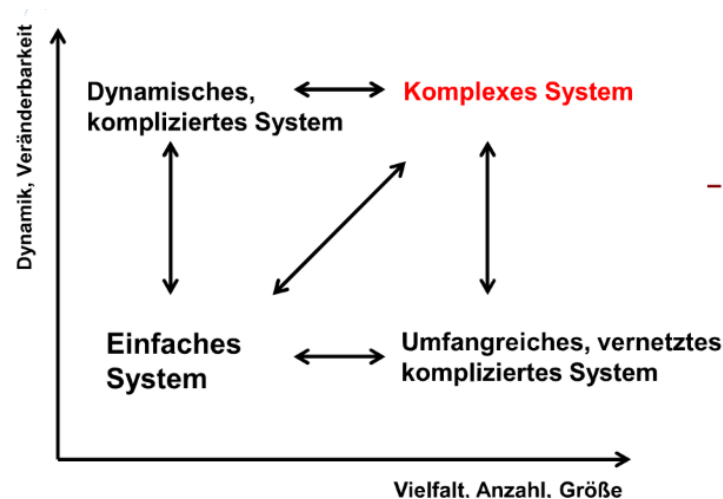 Dynamik, Veränderbarkeit
Dynamisches,
kompliziertes System
Komplexes System
Einfaches
System
Umfangreiches, vernetztes
kompliziertes System
Vielfalt, Anzahl, Größe